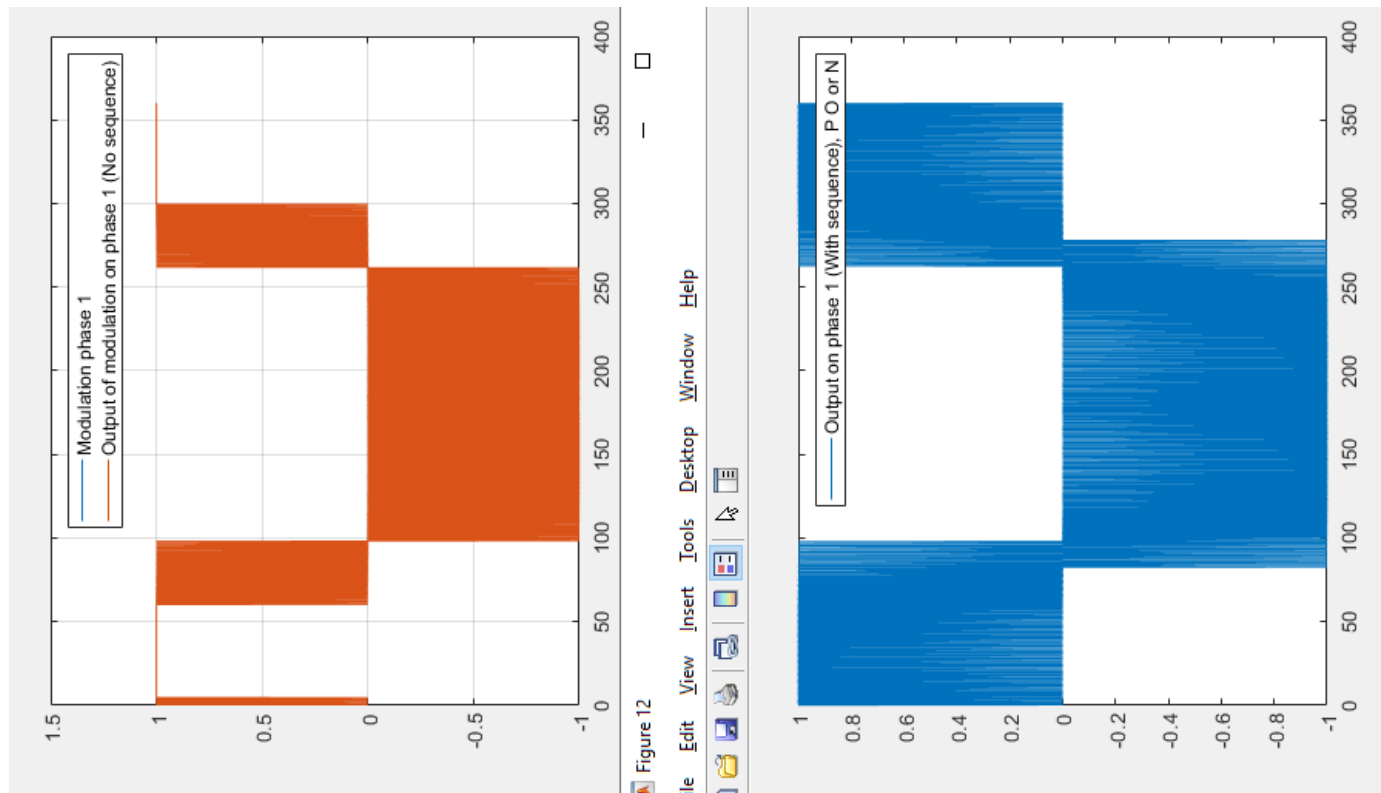 1.5
1
0.5
0
-0.5
-1
Modulation phase 1
Output of modulation on phase 1 (No sequence)
0 50 100 150 200 250 300 350 400
Figure 12
ile Edit View Insert Tools Desktop Window Help
1
0.8
0.6
0.4
0.2
0
-0.2
-0.4
-0.6
-0.8
-1
Output on phase 1 (With sequence), P O or N
0 50 100 150 200 250 300 350 400